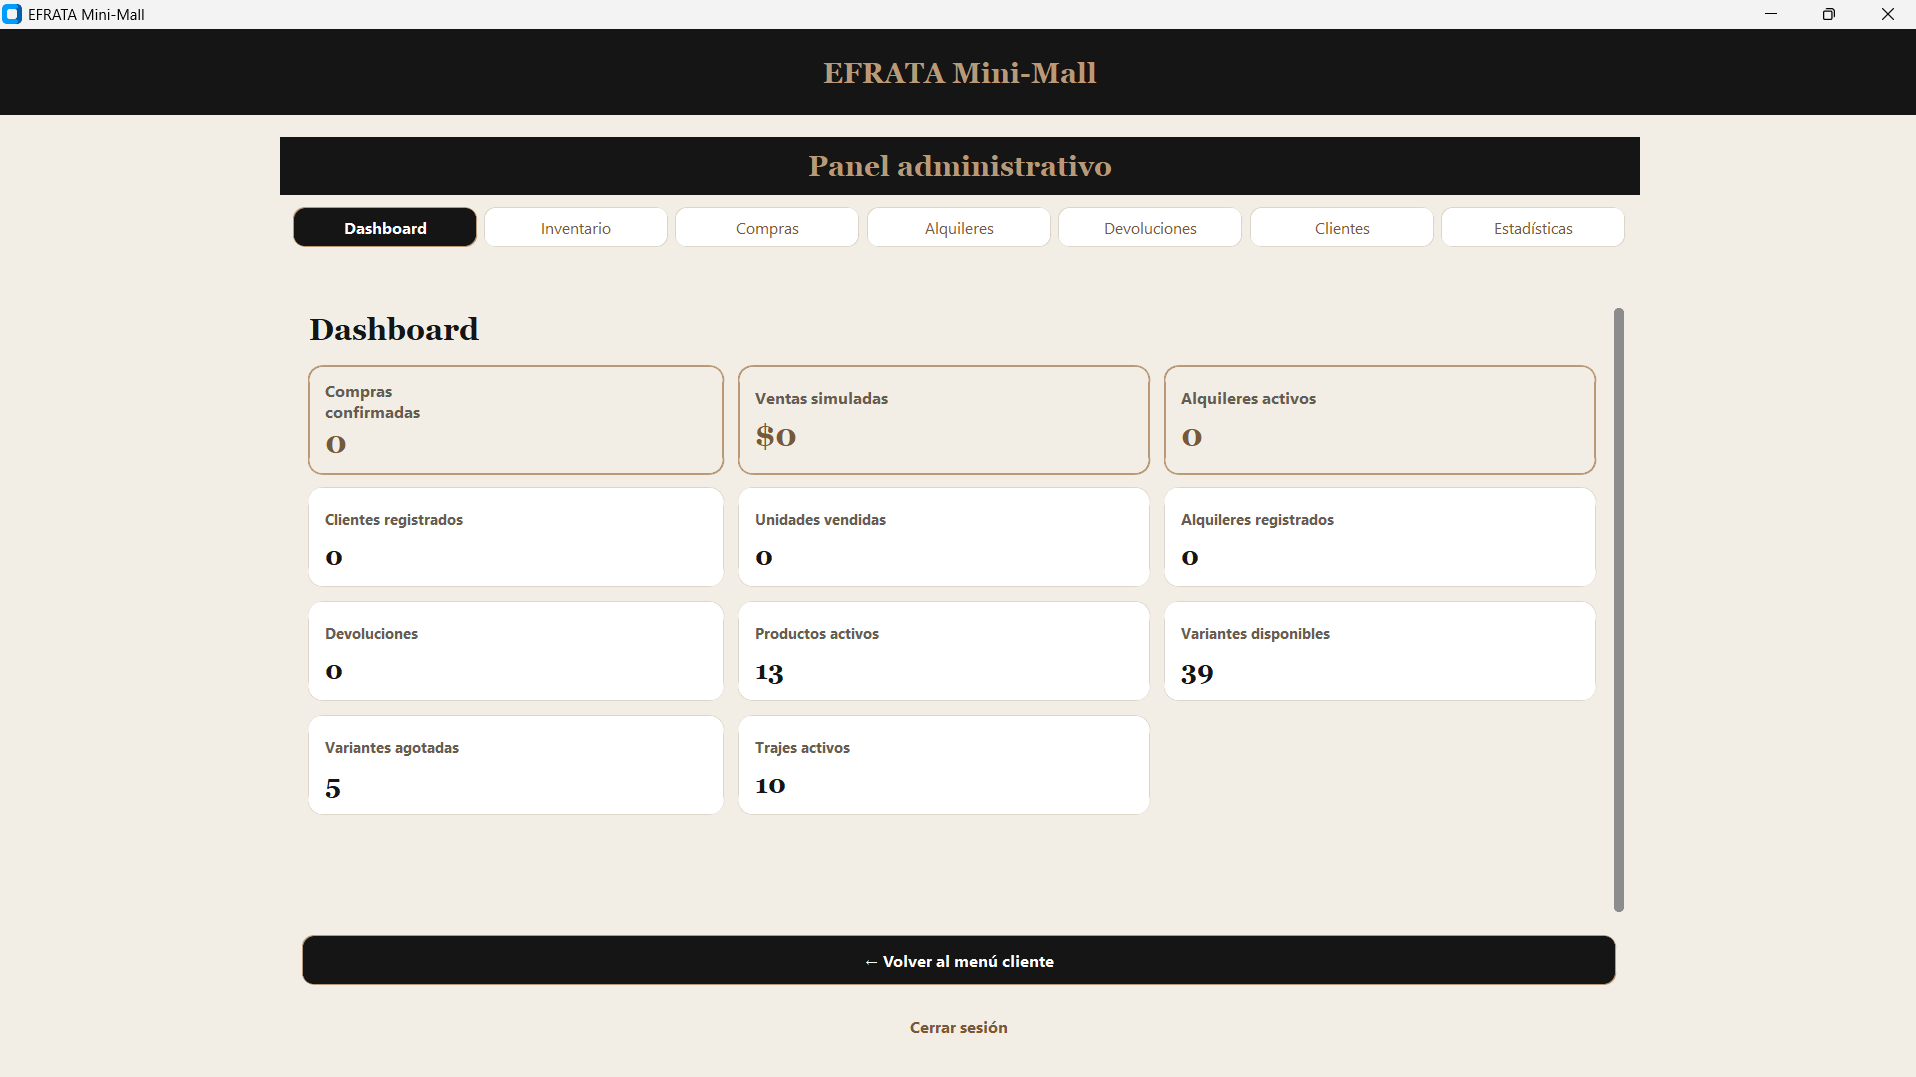 EFRATA Mini-Mall
EFRATA Mini-Mall
Panel administrativo
Dashboard
Inventario
Compras
Alquileres
Devoluciones
Clientes
Estadísticas
Dashboard
Compras
confirmadas
0
Ventas simuladas
$0
Alquileres activos
0
Clientes registrados
0
Unidades vendidas
0
Alquileres registrados
0
Devoluciones
0
Productos activos
13
Variantes disponibles
39
Variantes agotadas
5
Trajes activos
10
← Volver al menú cliente
Cerrar sesión